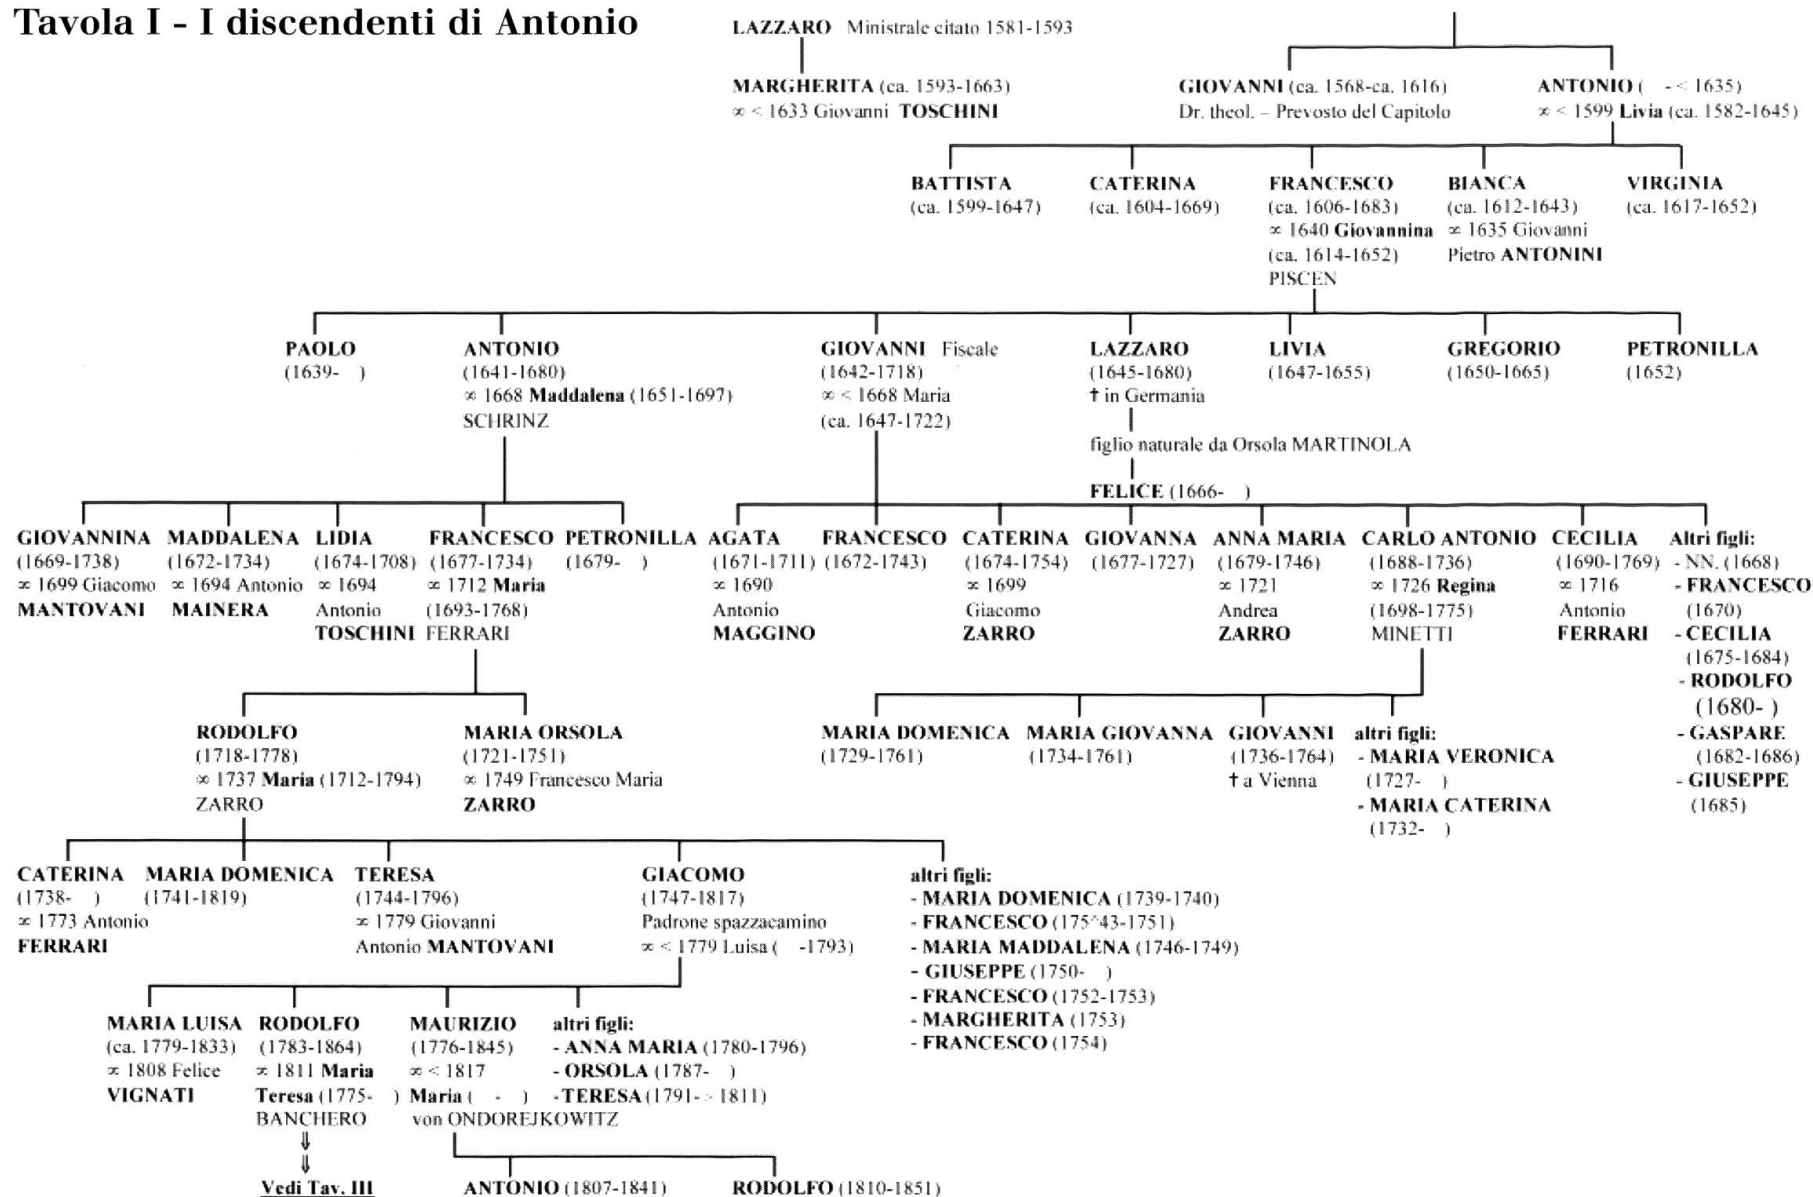 Tavola I - I discendenti di Antonio
LAZZARO Ministrale citato 1581-1593
MARGHERITA (ca. 1593-1663)
∞ < 1633 Giovanni TOSCHINI
GIOVANNI (ca. 1568-ca. 1616)
Dr. theol. – Prevosto del Capitolo
ANTONIO ( - < 1635)
∞ < 1599 Livia (ca. 1582-1645)
BATTISTA
(ca. 1599-1647)
CATERINA
(ca. 1604-1669)
FRANCESCO
(ca. 1606-1683)
∞ 1640 Giovannina
(ca. 1614-1652)
PISCEN
BIANCA
(ca. 1612-1643)
∞ 1635 Giovanni
Pietro ANTONINI
VIRGINIA
(ca. 1617-1652)
PAOLO
(1639- )
ANTONIO
(1641-1680)
∞ 1668 Maddalena (1651-1697)
SCHRINZ
GIOVANNI Fiscale
(1642-1718)
∞ < 1668 Maria
(ca. 1647-1722)
LAZZARO
(1645-1680)
† in Germania
figlio naturale da Orsola MARTINOLA
FELICE (1666- )
LIVIA
(1647-1655)
GREGORIO
(1650-1665)
PETRONILLA
(1652)
GIOVANNINA
(1669-1738)
∞ 1699 Giacomo
MANTOVANI
MADDALENA
(1672-1734)
∞ 1694 Antonio
MAINERA
LIDIA
(1674-1708)
∞ 1694
Antonio
TOSCHINI
FRANCESCO
(1677-1734)
∞ 1712 Maria
(1693-1768)
FERRARI
PETRONILLA
(1679- )
AGATA
(1671-1711)
∞ 1690
Antonio
MAGGINO
FRANCESCO
(1672-1743)
CATERINA
(1674-1754)
∞ 1699
Giacomo
ZARRO
GIOVANNA
(1677-1727)
ANNA MARIA
(1679-1746)
∞ 1721
Andrea
ZARRO
CARLO ANTONIO
(1688-1736)
∞ 1726 Regina
(1698-1775)
MINETTI
CECILIA
(1690-1769)
∞ 1716
Antonio
FERRARI
Altri figli:
- NN. (1668)
- FRANCESCO
(1670)
- CECILIA
(1675-1684)
- RODOLFO
(1680- )
- GASPARE
(1682-1686)
- GIUSEPPE
(1685)
RODOLFO
(1718-1778)
∞ 1737 Maria (1712-1794)
ZARRO
MARIA ORSOLA
(1721-1751)
∞ 1749 Francesco Maria
ZARRO
MARIA DOMENICA
(1729-1761)
MARIA GIOVANNA
(1734-1761)
GIOVANNI
(1736-1764)
† a Vienna
altri figli:
- MARIA VERONICA
(1727- )
- MARIA CATERINA
(1732- )
CATERINA
(1738- )
∞ 1773 Antonio
FERRARI
MARIA DOMENICA
(1741-1819)
TERESA
(1744-1796)
∞ 1779 Giovanni
Antonio MANTOVANI
GIACOMO
(1747-1817)
Padrone spazzacamino
∞ < 1779 Luisa ( -1793)
altri figli:
- MARIA DOMENICA (1739-1740)
- FRANCESCO (175^43-1751)
- MARIA MADDALENA (1746-1749)
- GIUSEPPE (1750- )
- FRANCESCO (1752-1753)
- MARGHERITA (1753)
- FRANCESCO (1754)
MARIA LUISA
(ca. 1779-1833)
∞ 1808 Felice
VIGNATI
RODOLFO
(1783-1864)
∞ 1811 Maria
Teresa (1775- )
BANCHERO
⇓
⇓
Vedi Tav. III
MAURIZIO
(1776-1845)
∞ < 1817
Maria ( - )
von ONDOREJKOWITZ
altri figli:
- ANNA MARIA (1780-1796)
- ORSOLA (1787- )
- TERESA (1791- > 1811)
ANTONIO (1807-1841)
RODOLFO (1810-1851)